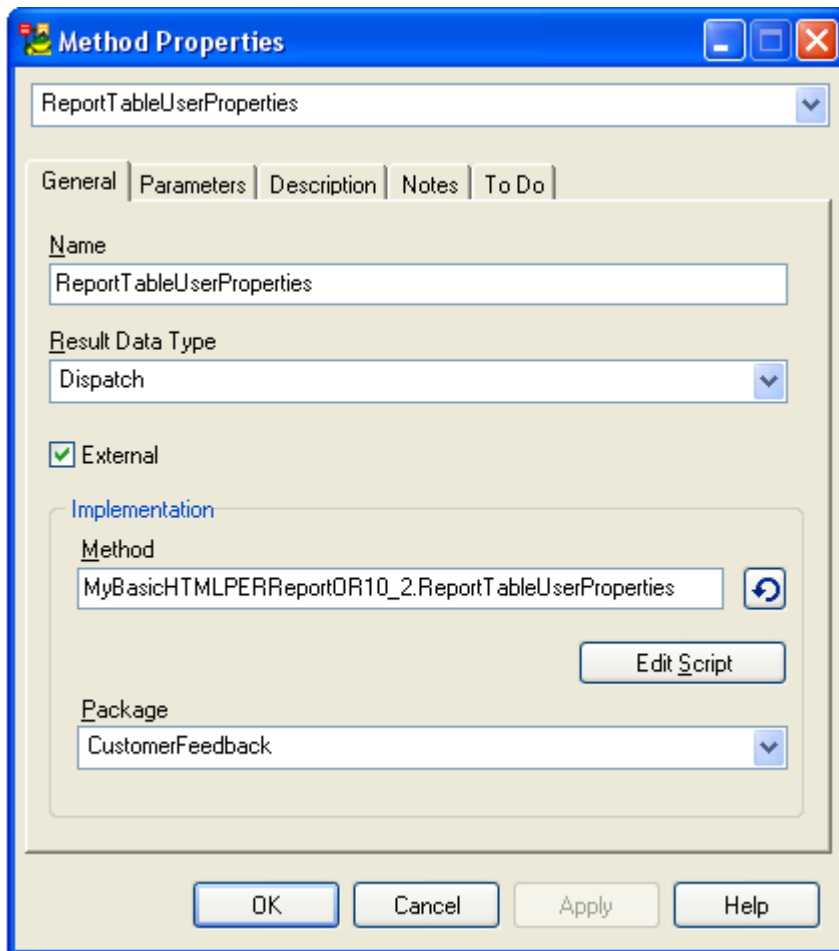 Method Properties
ReportTableUserProperties
General Parameters Description Notes To Do
Name
ReportTableUserProperties
Result Data Type
Dispatch
External
Implementation
Method
MyBasicHTMLPERReportOR10_2.ReportTableUserProperties
Edit Script
Package
CustomerFeedback
OK Cancel Apply Help